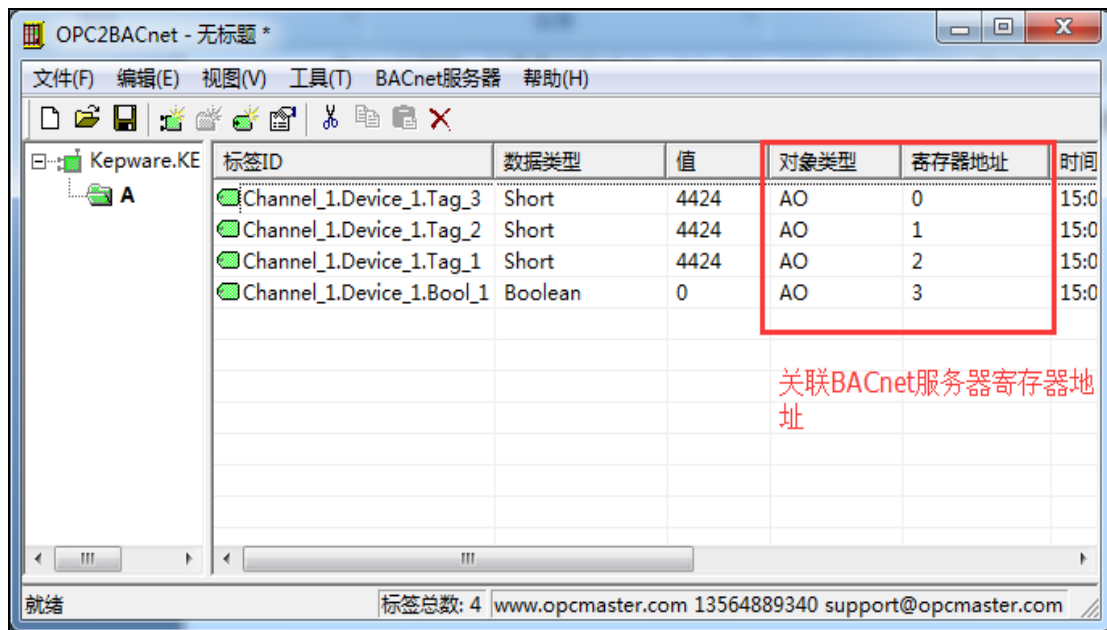 OPC2BACnet - 无标题 *
文件(F) 编辑(E) 视图(V) 工具(T) BACnet服务器 帮助(H)
Kepware.KE
A
标签ID 数据类型 值 对象类型 寄存器地址 时间
Channel_1.Device_1.Tag_3 Short 4424 AO 0 15:0
Channel_1.Device_1.Tag_2 Short 4424 AO 1 15:0
Channel_1.Device_1.Tag_1 Short 4424 AO 2 15:0
Channel_1.Device_1.Bool_1 Boolean 0 AO 3 15:0
关联BACnet服务器寄存器地
址
就绪 标签总数: 4 www.opcmaster.com 13564889340 support@opcmaster.com